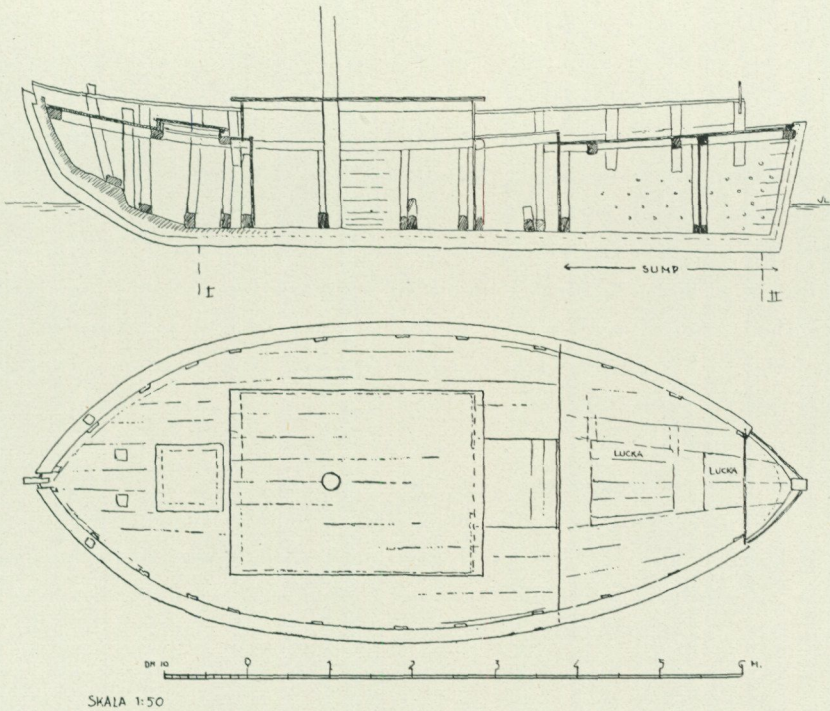 VL
SUMP
I
II
LUCKA
LUCKA
DM 10 0 1 2 3 4 5 6 M.
SKALA 1:50